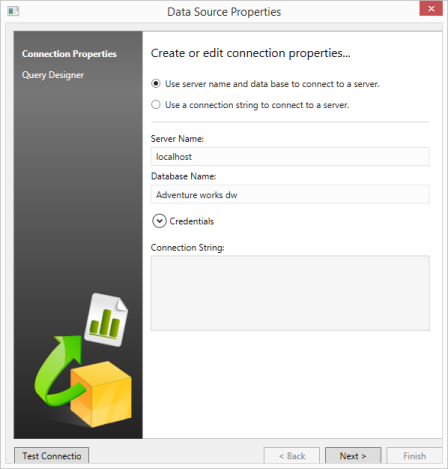 Data Source Properties
Connection Properties
Query Designer
Create or edit connection properties...
Use server name and data base to connect to a server.
Use a connection string to connect to a server.
Server Name:
localhost
Database Name:
Adventure works dw
Credentials
Connection String:
Test Connectio
< Back
Next >
Finish